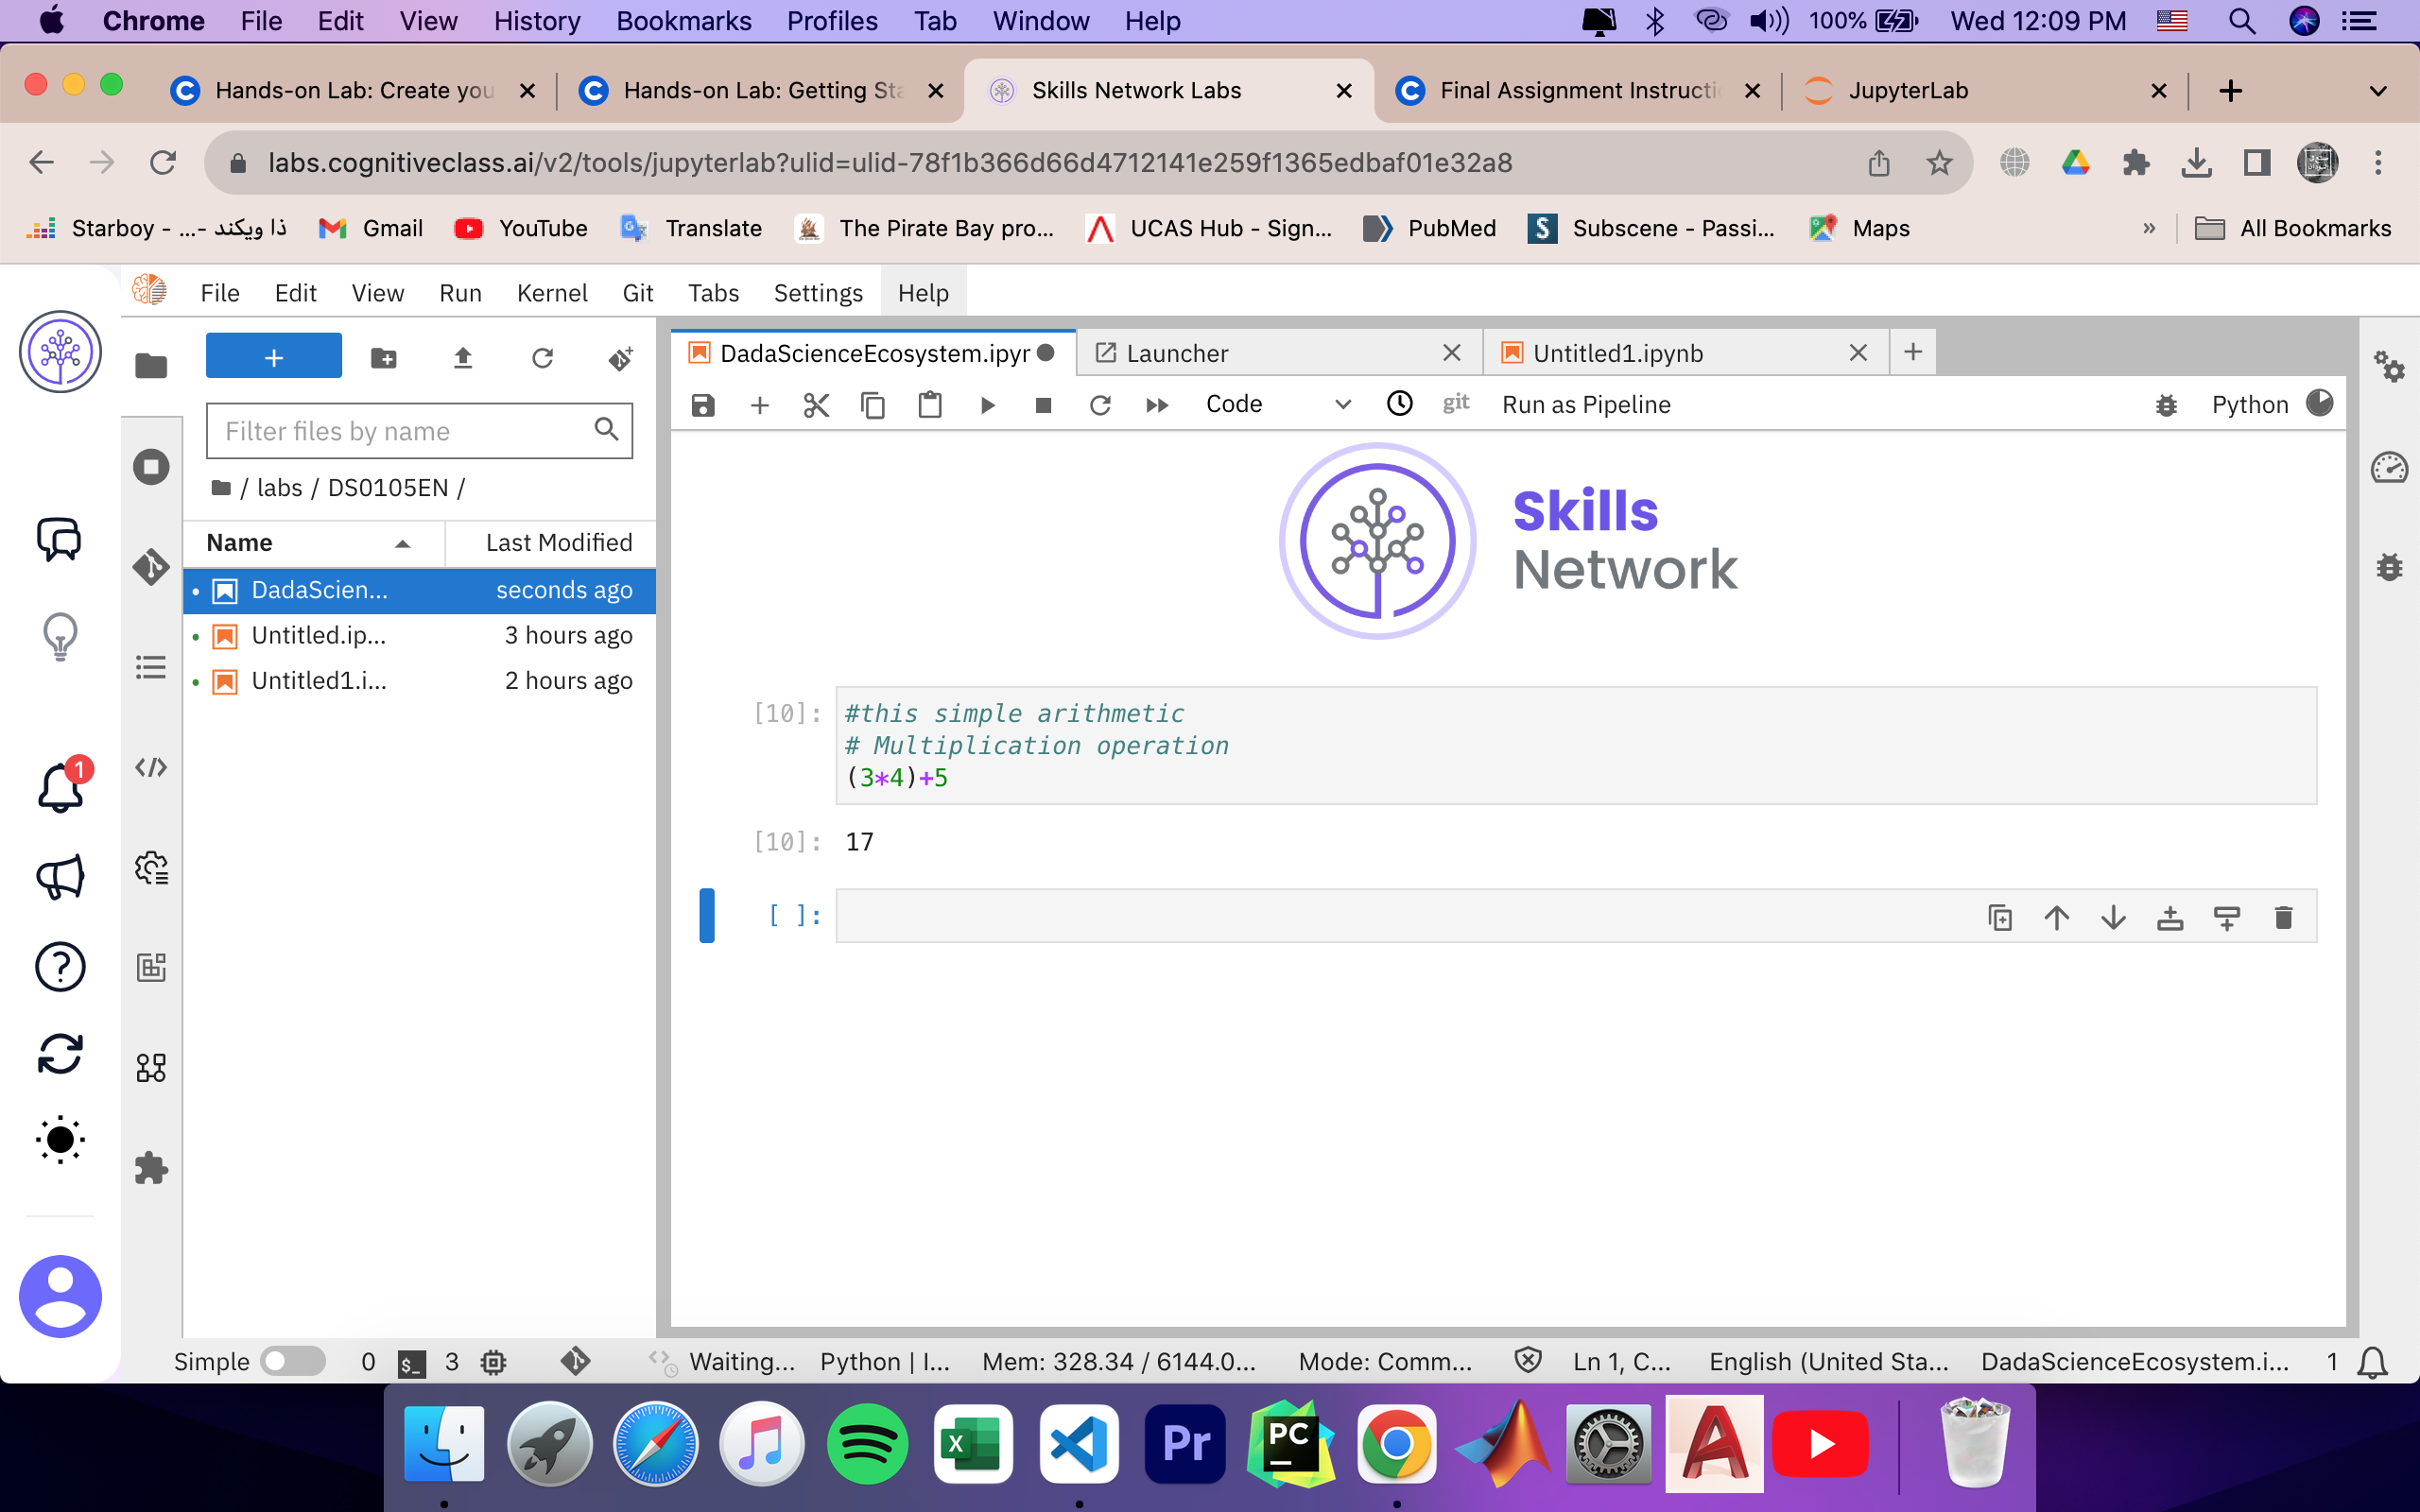 Chrome File Edit View History Bookmarks Profiles Tab Window Help 100% Wed 12:09 PM
Hands-on Lab: Create you Hands-on Lab: Getting Sta Skills Network Labs Final Assignment Instructi JupyterLab
labs.cognitiveclass.ai/v2/tools/jupyterlab?ulid=ulid-78f1b366d66d4712141e259f1365edbaf01e32a8
Starboy - ...- ذا ويكند Gmail YouTube Translate The Pirate Bay pro... UCAS Hub - Sign... PubMed Subscene - Passi... Maps » All Bookmarks
File Edit View Run Kernel Git Tabs Settings Help
DadaScienceEcosystem.ipyr Launcher Untitled1.ipynb
Code git Run as Pipeline Python
Filter files by name
/ labs / DS0105EN /
Name Last Modified
DadaScien... seconds ago
Untitled.ip... 3 hours ago
Untitled1.i... 2 hours ago
Skills
Network
[10]: #this simple arithmetic
# Multiplication operation
(3*4)+5
[10]: 17
[ ]:
1
Simple 0 $_ 3 Waiting... Python | I... Mem: 328.34 / 6144.0... Mode: Comm... Ln 1, C... English (United Sta... DadaScienceEcosystem.i... 1
X Pr PC